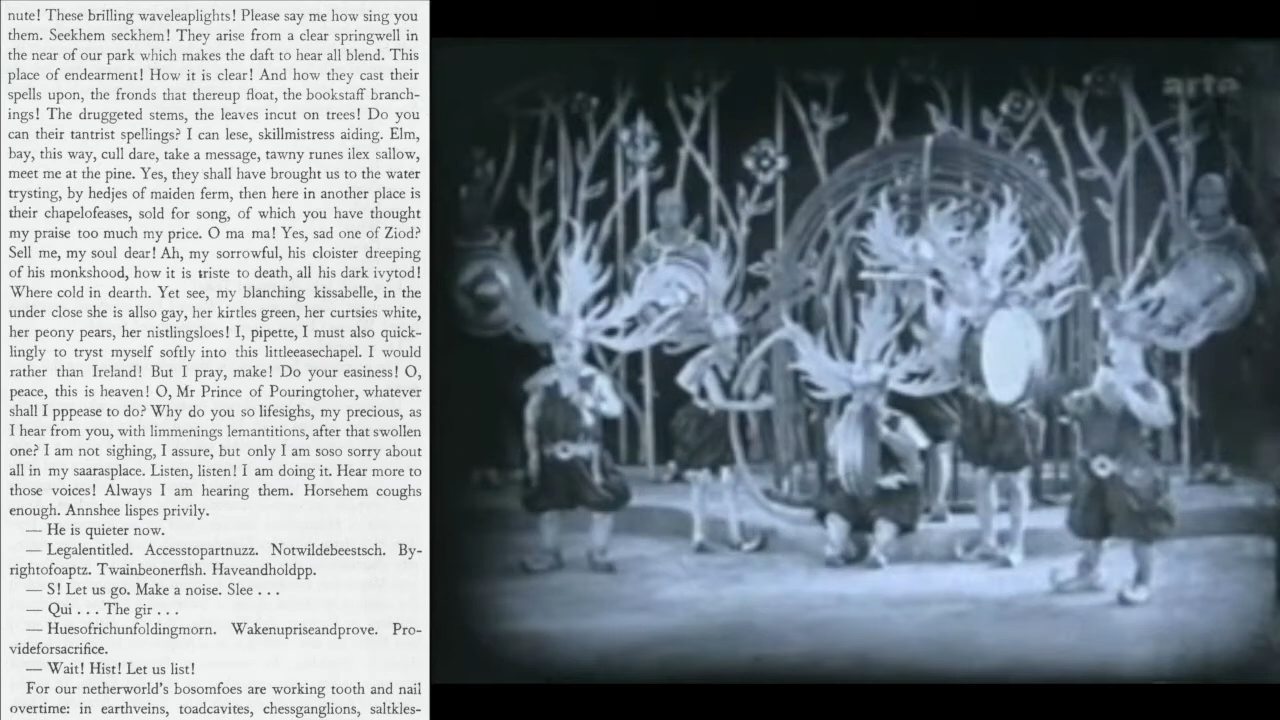 nute! These brilling waveleaplights! Please say me how sing you
them. Seekhem seckhem! They arise from a clear springwell in
the near of our park which makes the daft to hear all blend. This
place of endearment! How it is clear! And how they cast their
spells upon, the fronds that thereup float, the bookstaff branch-
ings! The druggeted stems, the leaves incut on trees! Do you
can their tantrist spellings? I can lese, skillmistress aiding. Elm,
bay, this way, cull dare, take a message, tawny runes ilex sallow,
meet me at the pine. Yes, they shall have brought us to the water
trysting, by hedjes of maiden ferm, then here in another place is
their chapelofeases, sold for song, of which you have thought
my praise too much my price. O ma ma! Yes, sad one of Ziod?
Sell me, my soul dear! Ah, my sorrowful, his cloister dreeping
of his monkshood, how it is triste to death, all his dark ivytod!
Where cold in dearth. Yet see, my blanching kissabelle, in the
under close she is allso gay, her kirtles green, her curtsies white,
her peony pears, her nistlingsloes! I, pipette, I must also quick-
lingly to tryst myself softly into this littleeasechapel. I would
rather than Ireland! But I pray, make! Do your easiness! O,
peace, this is heaven! O, Mr Prince of Pouringtoher, whatever
shall I pppease to do? Why do you so lifesighs, my precious, as
I hear from you, with limmenings lemantitions, after that swollen
one? I am not sighing, I assure, but only I am soso sorry about
all in my saarasplace. Listen, listen! I am doing it. Hear more to
those voices! Always I am hearing them. Horsehem coughs
enough. Annshee lispes privily.
— He is quieter now.
— Legalentitled. Accesstopartnuzz. Notwildebeestsch. By-
rightofoaptz. Twainbeonerflsh. Haveandholdpp.
— S! Let us go. Make a noise. Slee . . .
— Qui . . . The gir . . .
— Huesofrichunfoldingmorn. Wakenupriseandprove. Pro-
videforsacrifice.
— Wait! Hist! Let us list!
For our netherworld's bosomfoes are working tooth and nail
overtime: in earthveins, toadcavites, chessganglions, saltkles-
arte